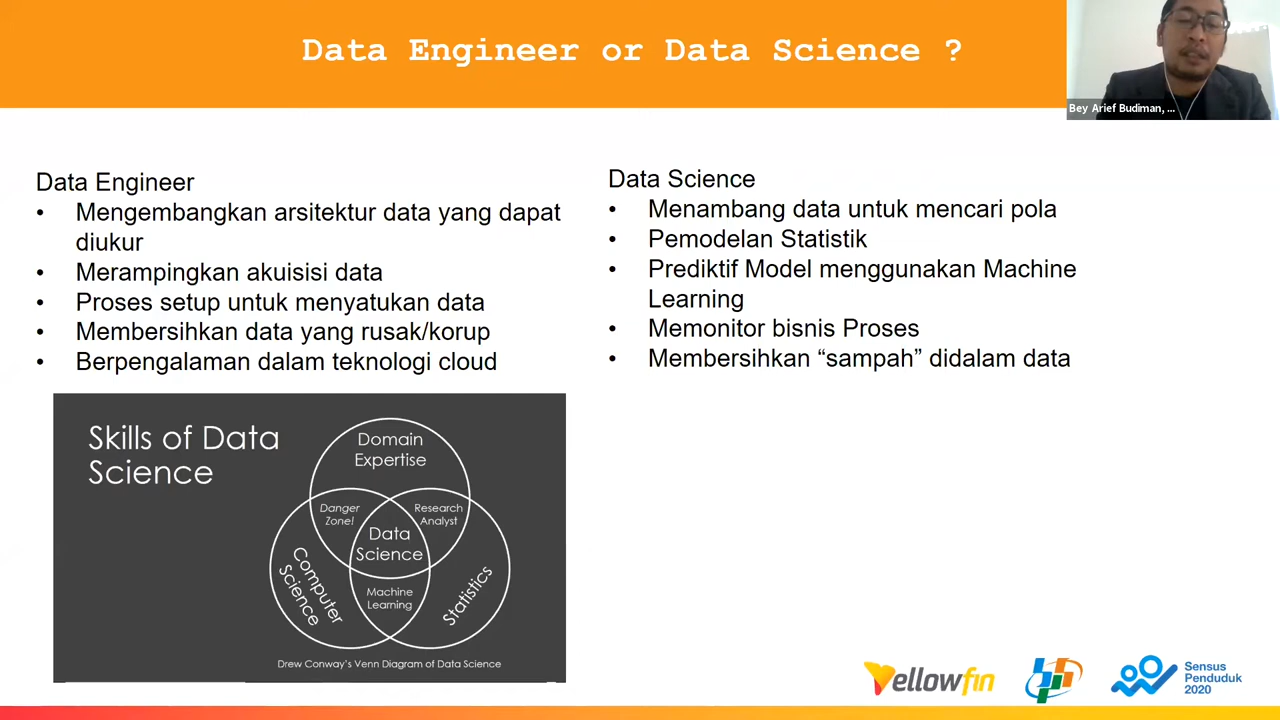 Data Engineer or Data Science ?
Bey Arief Budiman, ...
Data Engineer
• Mengembangkan arsitektur data yang dapat
diukur
• Merampingkan akuisisi data
• Proses setup untuk menyatukan data
• Membersihkan data yang rusak/korup
• Berpengalaman dalam teknologi cloud
Data Science
• Menambang data untuk mencari pola
• Pemodelan Statistik
• Prediktif Model menggunakan Machine
Learning
• Memonitor bisnis Proses
• Membersihkan “sampah” didalam data
Skills of Data
Science
Domain
Expertise
Danger
Zone!
Research
Analyst
Data
Science
Computer
Science
Machine
Learning
Statistics
Drew Conway's Venn Diagram of Data Science
Yellowfin
Sensus
Penduduk
2020